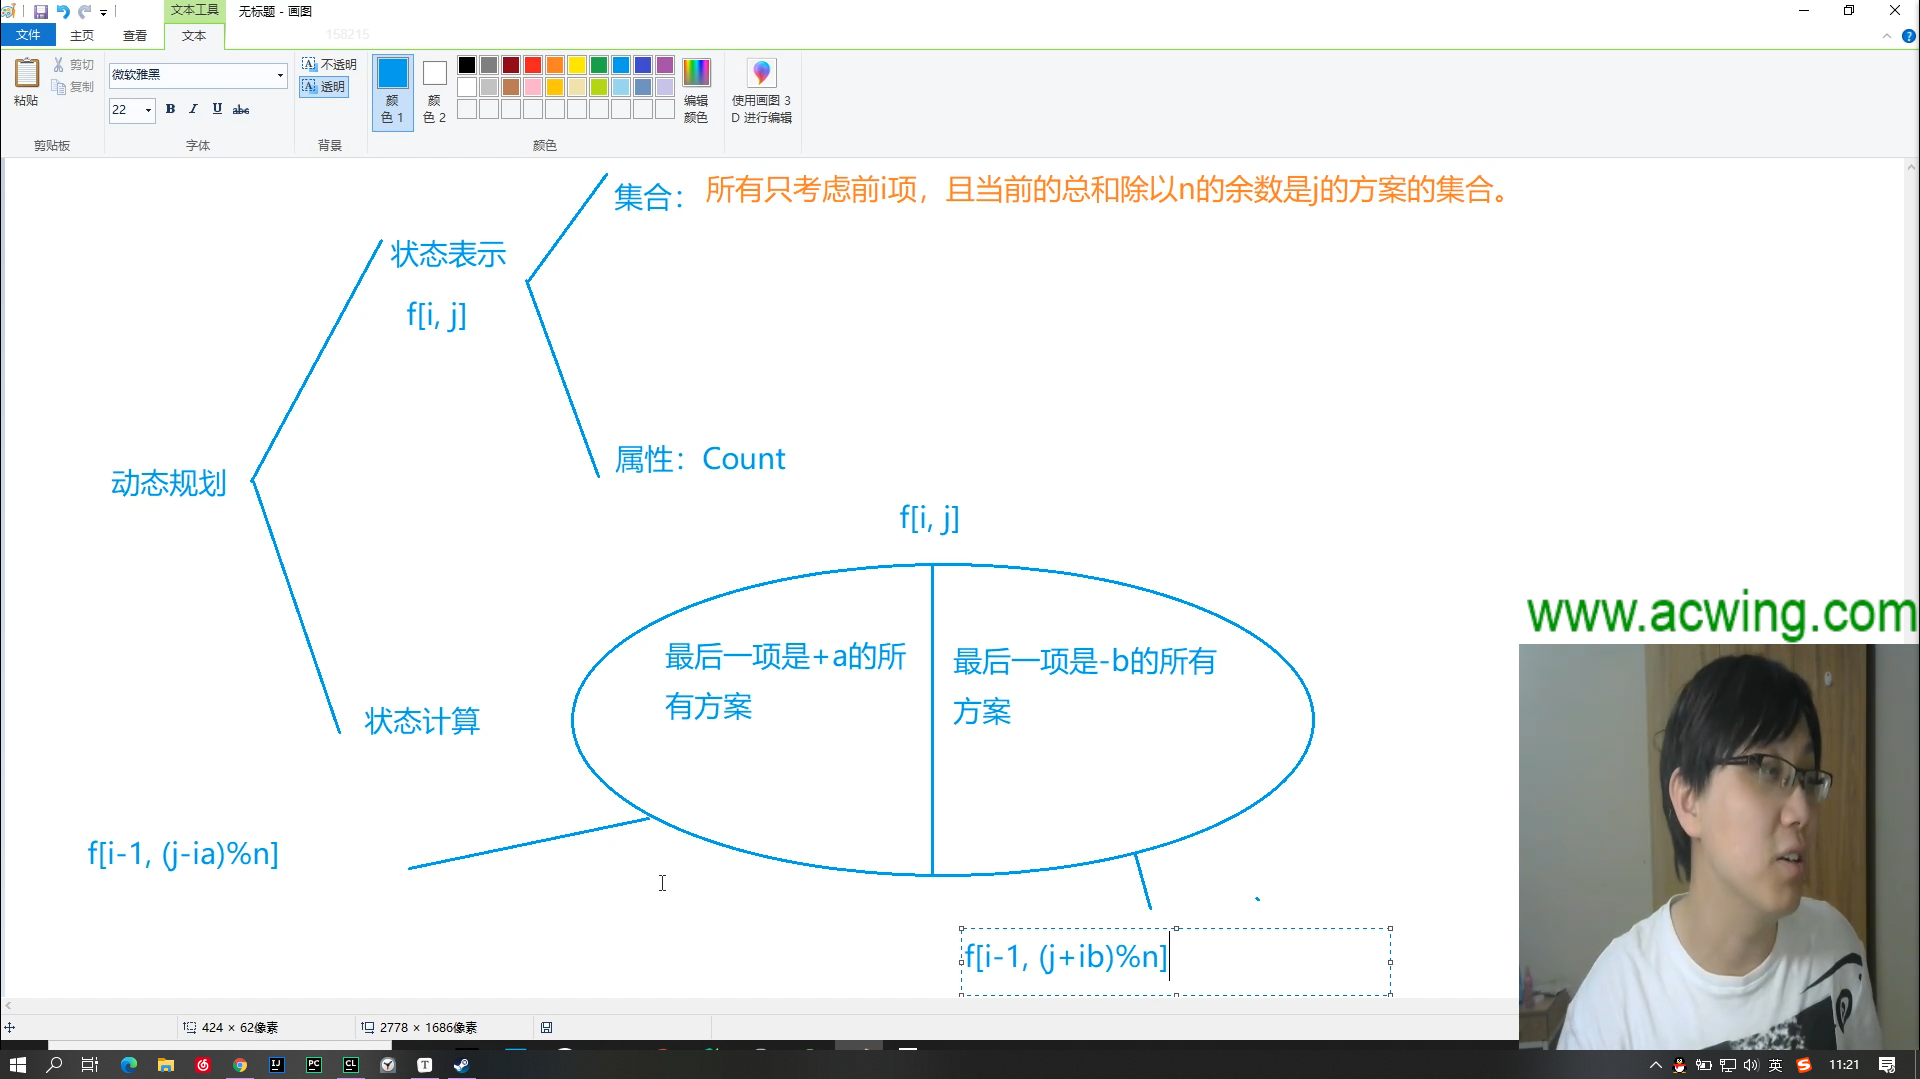 文本工具
无标题 - 画图
文件
主页
查看
文本
158215
粘贴
剪切
复制
剪贴板
微软雅黑
22
B I U abc
字体
不透明
透明
背景
颜
色 1
颜
色 2
编辑
颜色
颜色
使用画图 3
D 进行编辑
集合：
所有只考虑前i项，且当前的总和除以n的余数是j的方案的集合。
状态表示
f[i, j]
属性：Count
动态规划
f[i, j]
最后一项是+a的所
有方案
最后一项是-b的所有
方案
状态计算
f[i-1, (j-ia)%n]
f[i-1, (j+ib)%n]
www.acwing.com
424 × 62像素
2778 × 1686像素
IJ
PC
CL
T
英
11:21